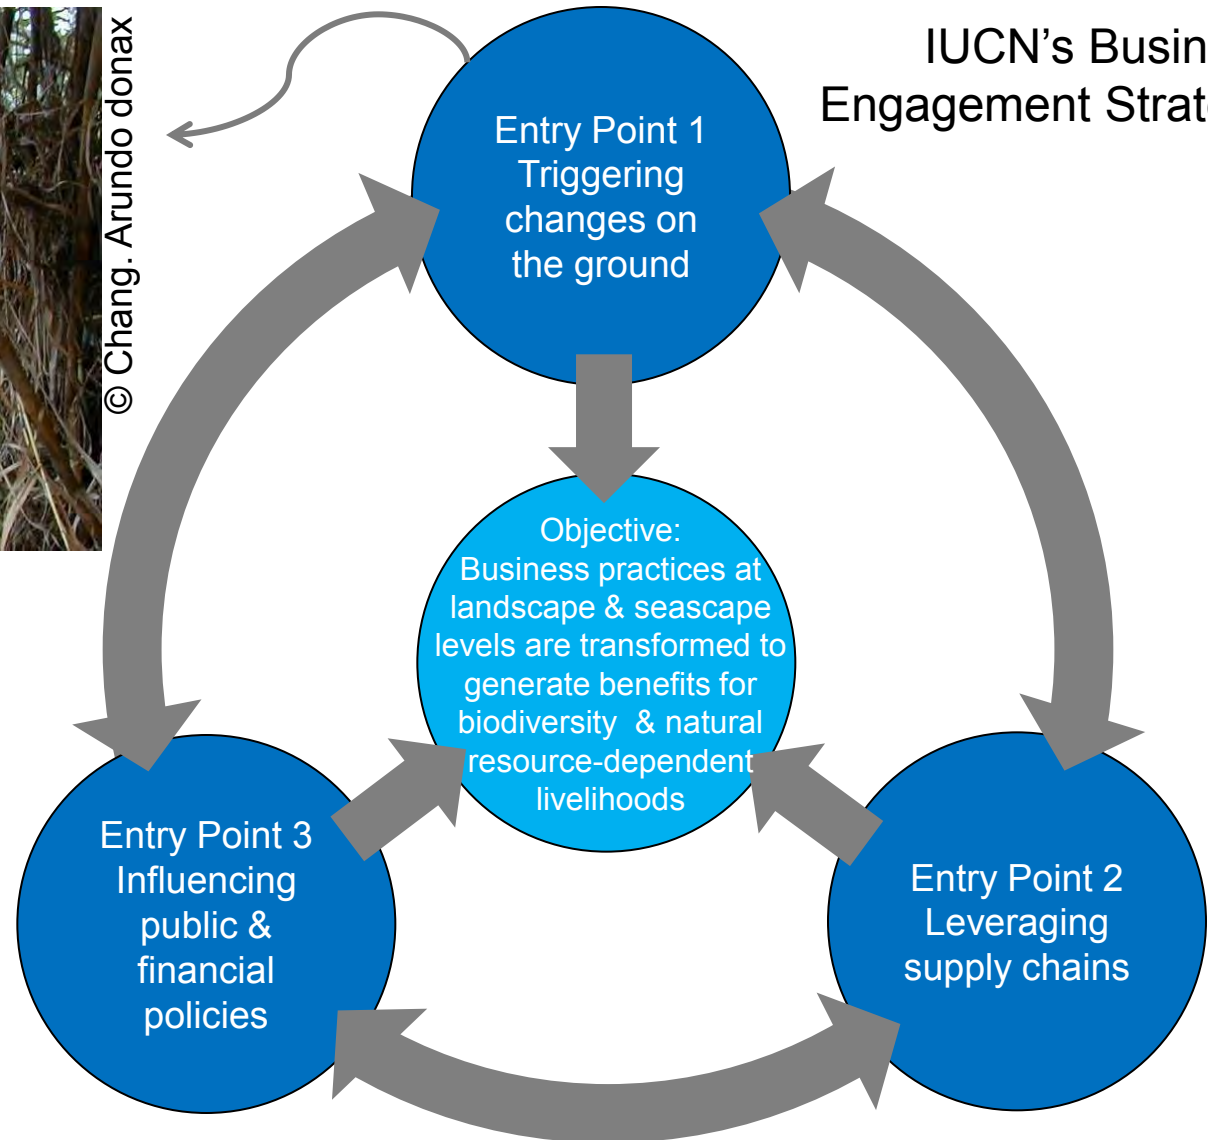 IUCN's Busin
Engagement Strat
© Chang. Arundo donax
Entry Point 1
Triggering
changes on
the ground
Objective:
Business practices at
landscape & seascape
levels are transformed to
generate benefits for
biodiversity & natural
resource-dependent
livelihoods
Entry Point 3
Influencing
public &
financial
policies
Entry Point 2
Leveraging
supply chains